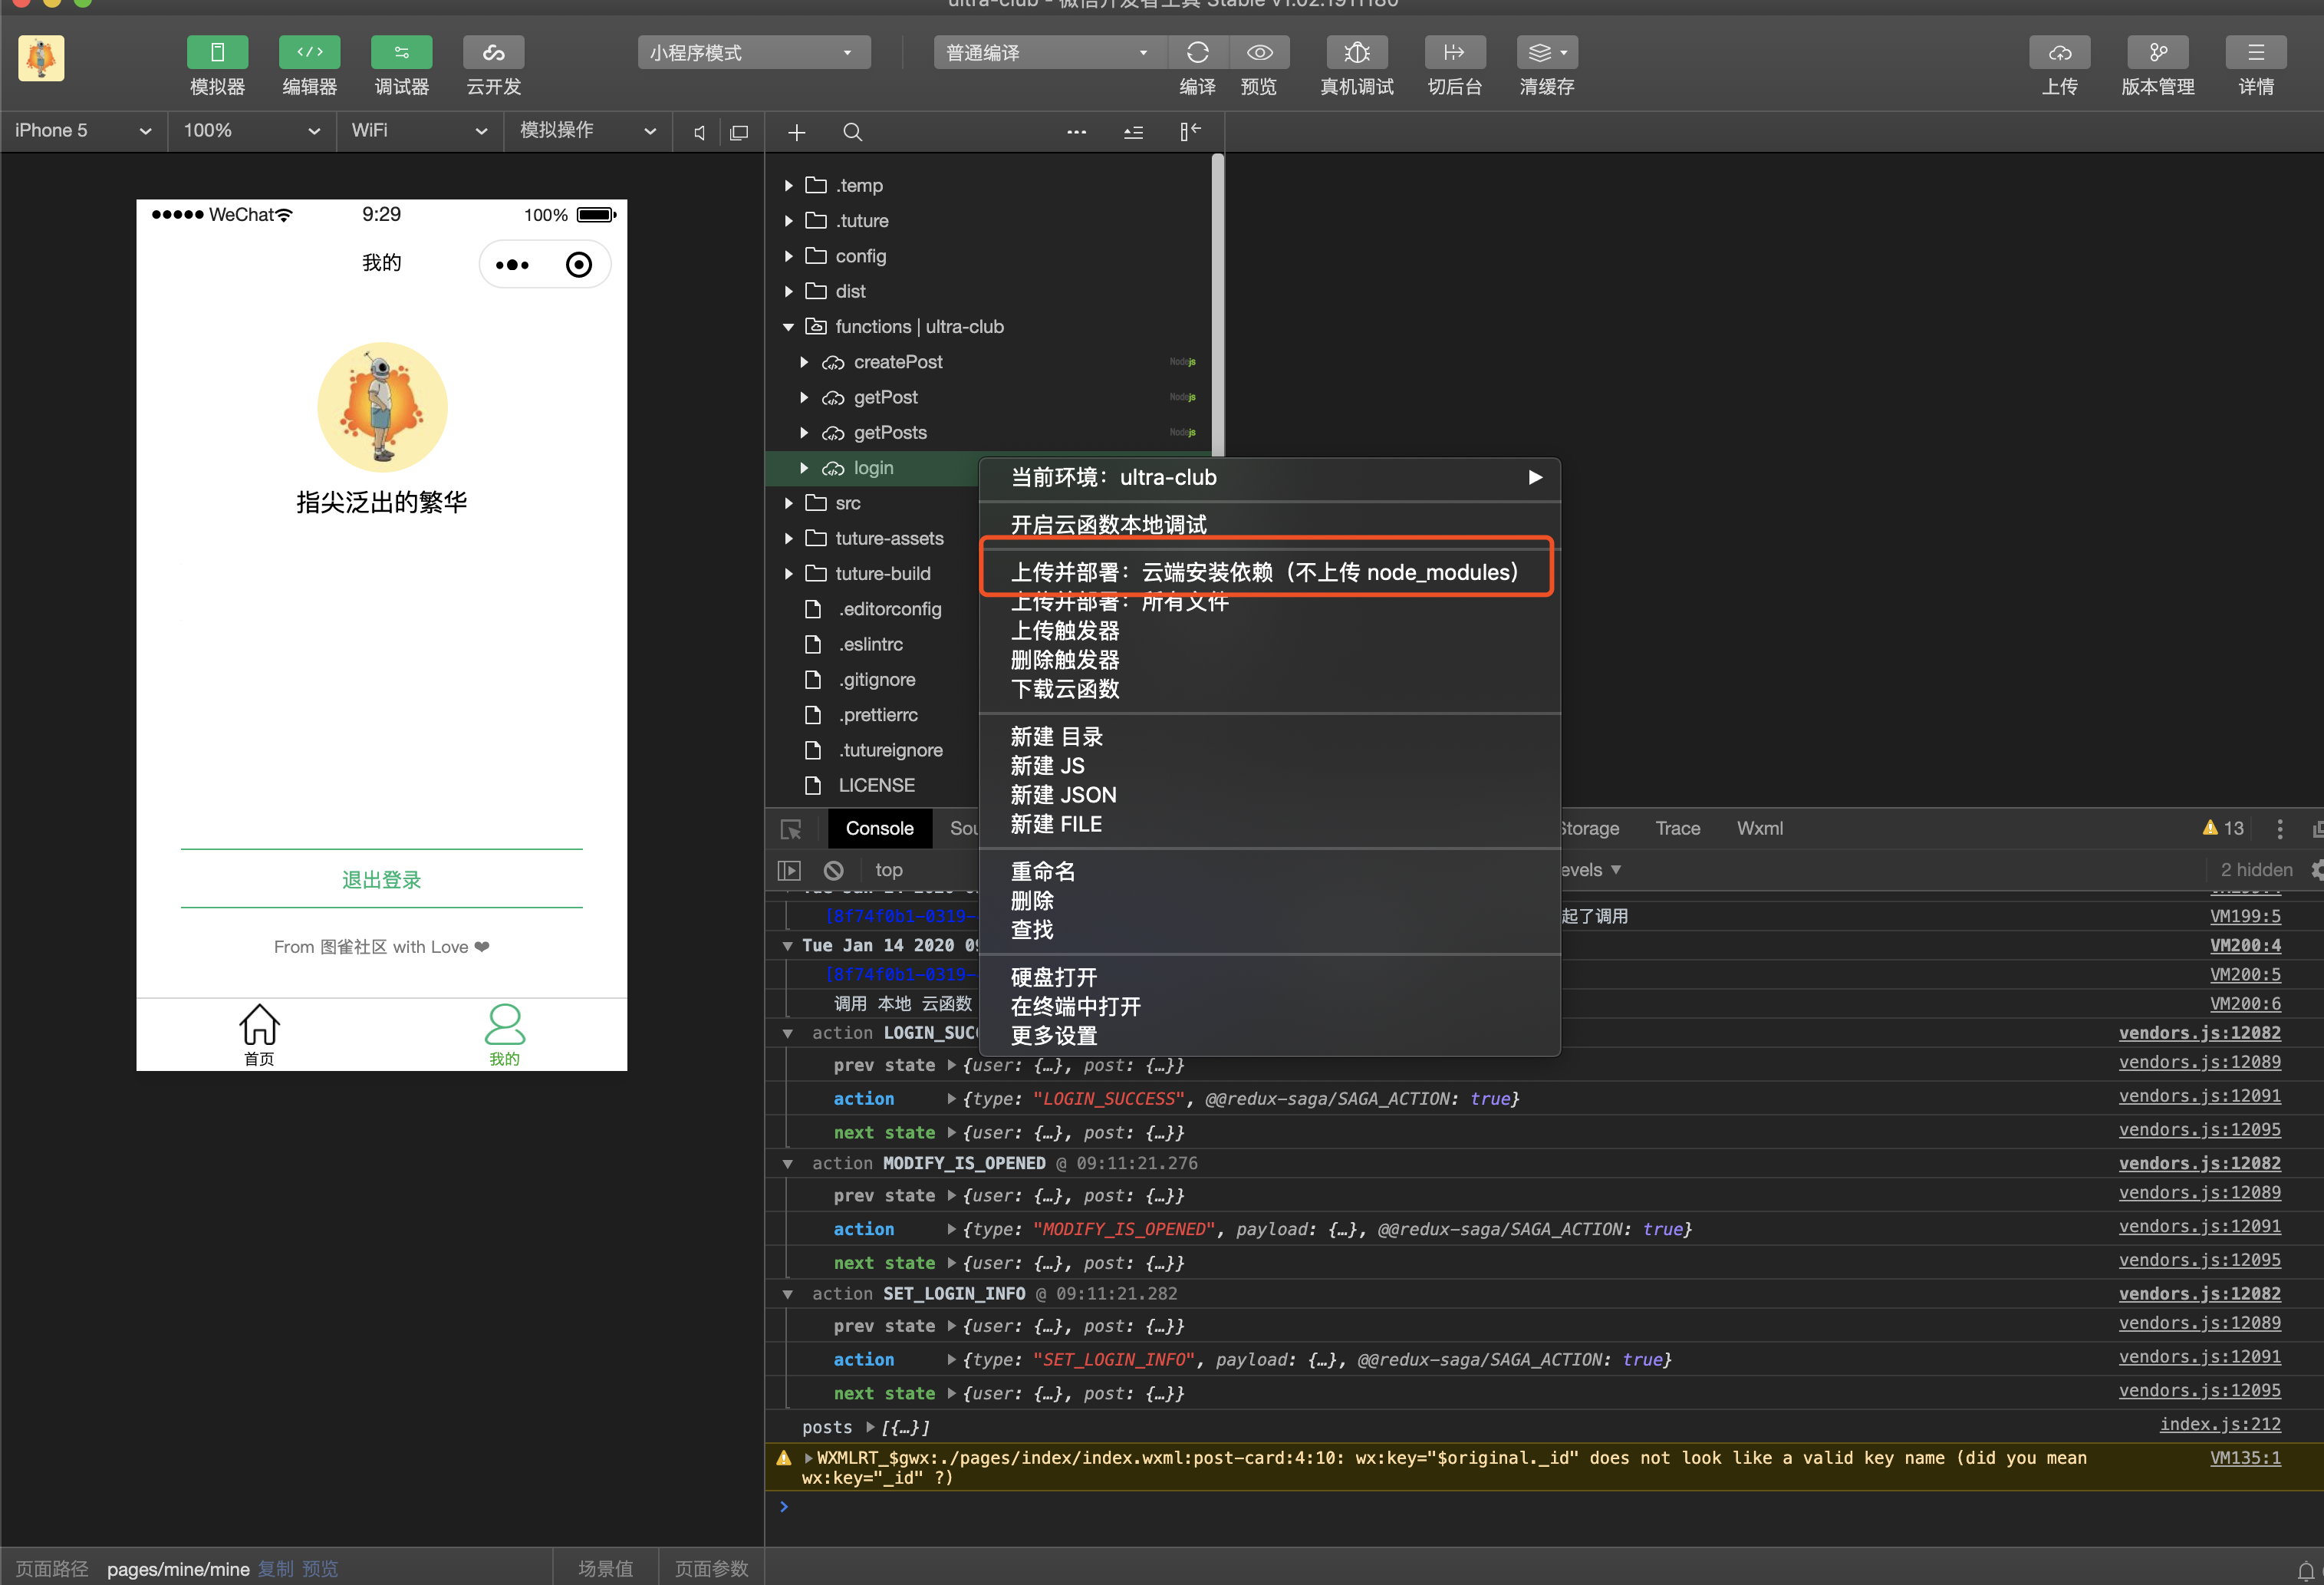 ultra-club - 微信开发者工具 Stable v1.02.1911180
模拟器
编辑器
调试器
云开发
小程序模式
普通编译
编译
预览
真机调试
切后台
清缓存
上传
版本管理
详情
iPhone 5
100%
WiFi
模拟操作
WeChat
9:29
100%
我的
指尖泛出的繁华
退出登录
From 图雀社区 with Love ❤
首页
我的
.temp
.tuture
config
dist
functions | ultra-club
createPost
Nodejs
getPost
Nodejs
getPosts
Nodejs
login
src
tuture-assets
tuture-build
.editorconfig
.eslintrc
.gitignore
.prettierrc
.tutureignore
LICENSE
当前环境：ultra-club
开启云函数本地调试
上传并部署：云端安装依赖（不上传 node_modules）
上传并部署：所有文件
上传触发器
删除触发器
下载云函数
新建 目录
新建 JS
新建 JSON
新建 FILE
重命名
删除
查找
硬盘打开
在终端中打开
更多设置
Console
Sou
Storage
Trace
Wxml
13
top
evels ▼
2 hidden
[8f74f0b1-0319-
起了调用
VM199:5
Tue Jan 14 2020 09
VM200:4
[8f74f0b1-0319-
VM200:5
调用 本地 云函数
VM200:6
action LOGIN_SUCC
vendors.js:12082
prev state ▶{user: {…}, post: {…}}
vendors.js:12089
action ▶{type: "LOGIN_SUCCESS", @@redux-saga/SAGA_ACTION: true}
vendors.js:12091
next state ▶{user: {…}, post: {…}}
vendors.js:12095
action MODIFY_IS_OPENED @ 09:11:21.276
vendors.js:12082
prev state ▶{user: {…}, post: {…}}
vendors.js:12089
action ▶{type: "MODIFY_IS_OPENED", payload: {…}, @@redux-saga/SAGA_ACTION: true}
vendors.js:12091
next state ▶{user: {…}, post: {…}}
vendors.js:12095
action SET_LOGIN_INFO @ 09:11:21.282
vendors.js:12082
prev state ▶{user: {…}, post: {…}}
vendors.js:12089
action ▶{type: "SET_LOGIN_INFO", payload: {…}, @@redux-saga/SAGA_ACTION: true}
vendors.js:12091
next state ▶{user: {…}, post: {…}}
vendors.js:12095
posts ▶[{…}]
index.js:212
▶WXMLRT_$gwx:./pages/index/index.wxml:post-card:4:10: wx:key="$original._id" does not look like a valid key name (did you mean
VM135:1
wx:key="_id" ?)
页面路径 pages/mine/mine 复制 预览
场景值
页面参数